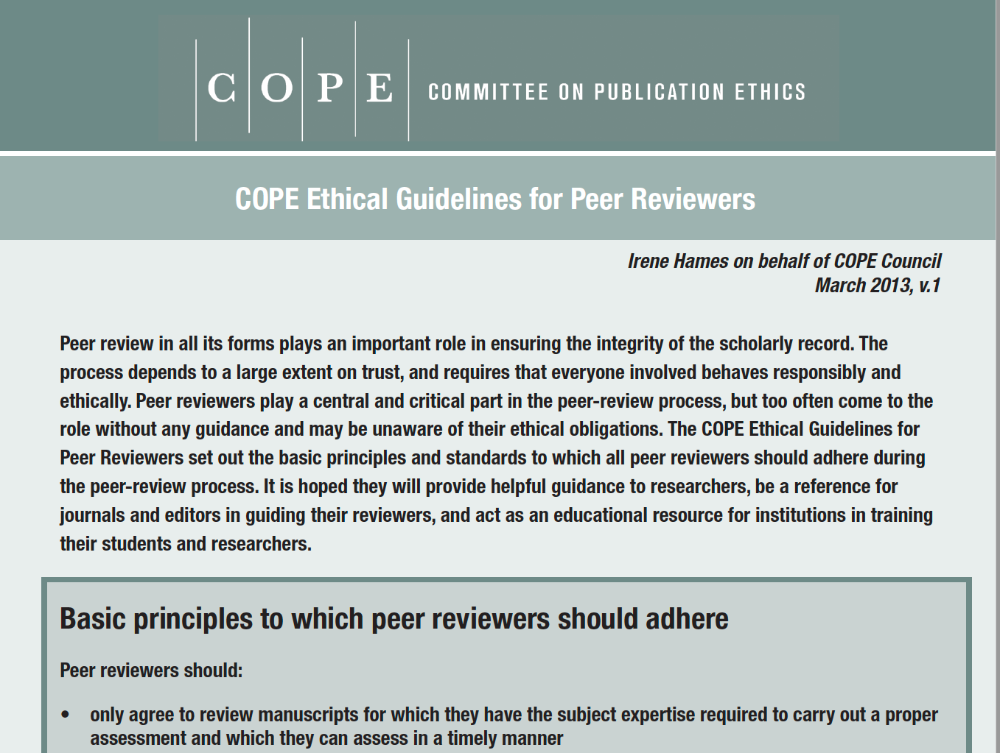 COPE COMMITTEE ON PUBLICATION ETHICS
COPE Ethical Guidelines for Peer Reviewers
Irene Hames on behalf of COPE Council
March 2013, v.1
Peer review in all its forms plays an important role in ensuring the integrity of the scholarly record. The
process depends to a large extent on trust, and requires that everyone involved behaves responsibly and
ethically. Peer reviewers play a central and critical part in the peer-review process, but too often come to the
role without any guidance and may be unaware of their ethical obligations. The COPE Ethical Guidelines for
Peer Reviewers set out the basic principles and standards to which all peer reviewers should adhere during
the peer-review process. It is hoped they will provide helpful guidance to researchers, be a reference for
journals and editors in guiding their reviewers, and act as an educational resource for institutions in training
their students and researchers.
Basic principles to which peer reviewers should adhere
Peer reviewers should:
• only agree to review manuscripts for which they have the subject expertise required to carry out a proper
assessment and which they can assess in a timely manner